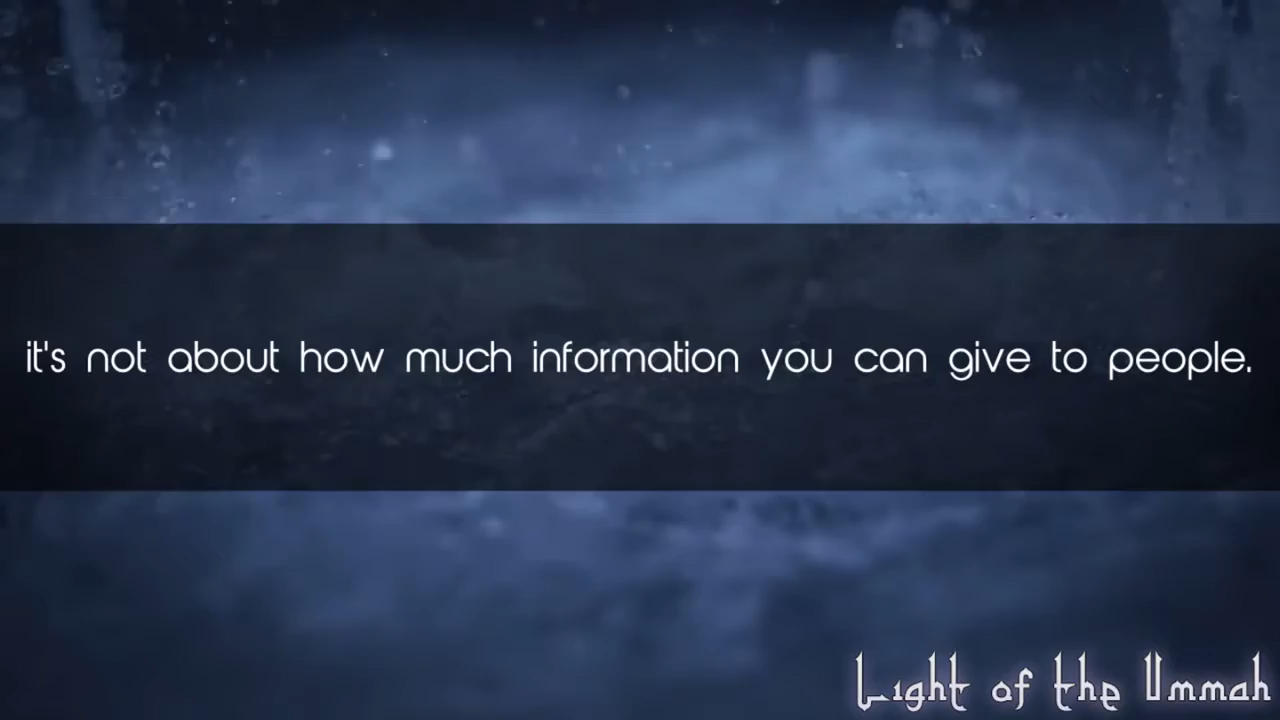 it's not about how much information you can give to people.
Light of the Ummah